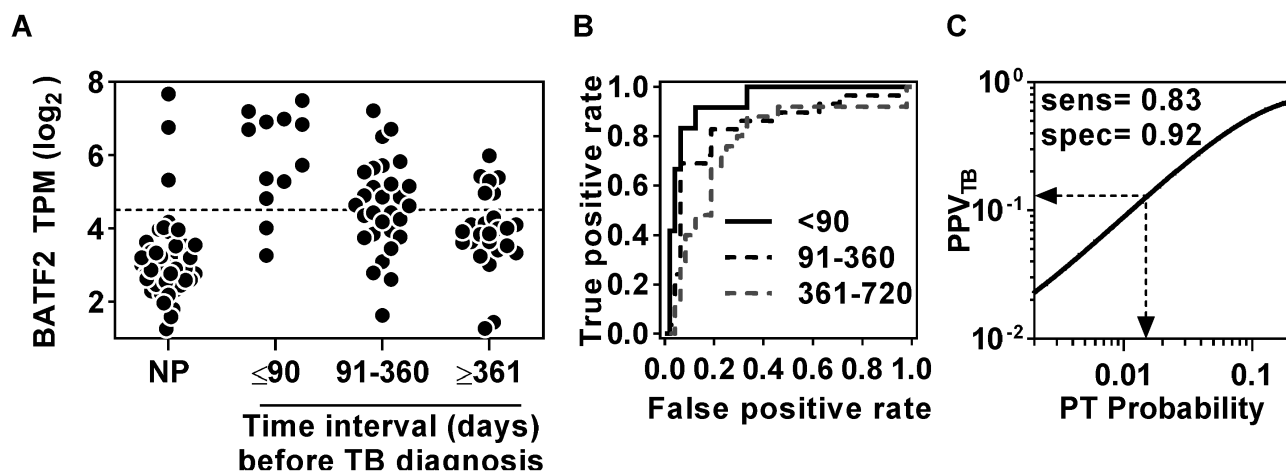 A
BATF2 TPM (log2)
8
6
4
2
NP
≤90
91-360
≥361
Time interval (days)
before TB diagnosis
B
True positive rate
1.0
0.8
0.6
0.4
0.2
0.0
<90
91-360
361-720
0.0 0.2 0.4 0.6 0.8 1.0
False positive rate
C
PPVTB
10^0
10^-1
10^-2
sens= 0.83
spec= 0.92
0.01
0.1
PT Probability